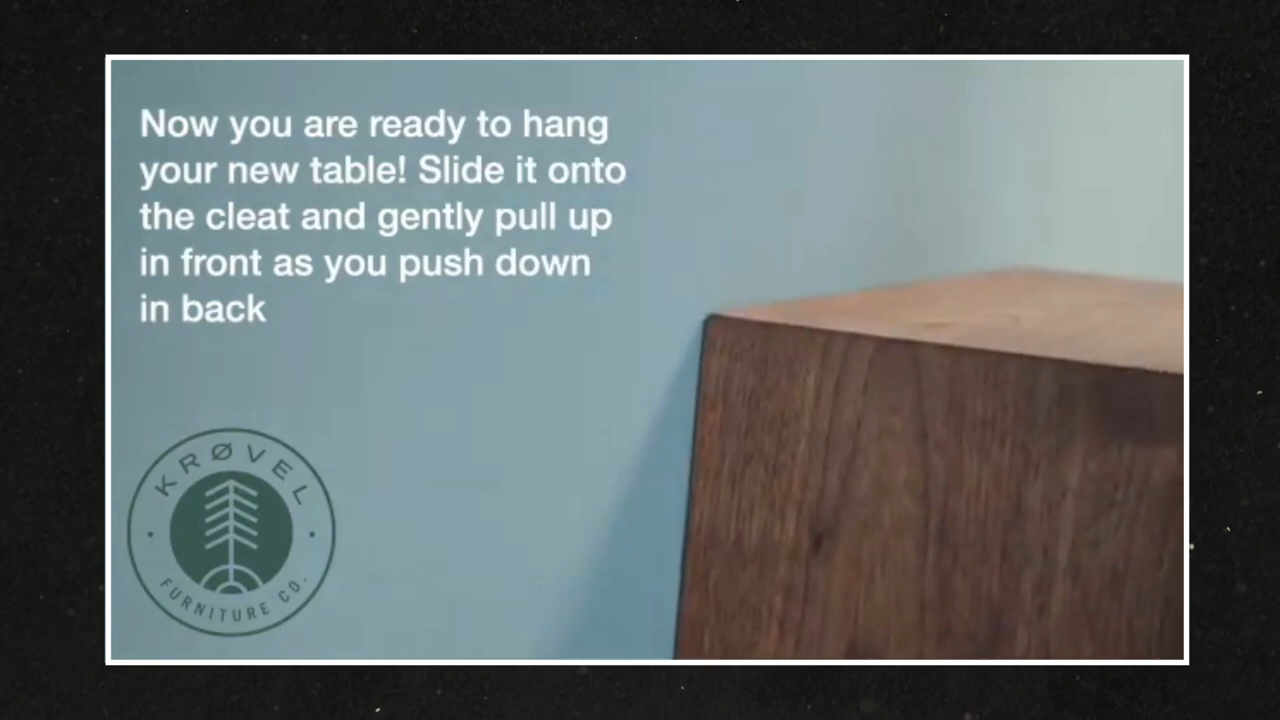 Now you are ready to hang
your new table! Slide it onto
the cleat and gently pull up
in front as you push down
in back
KRØVEL
FURNITURE CO.